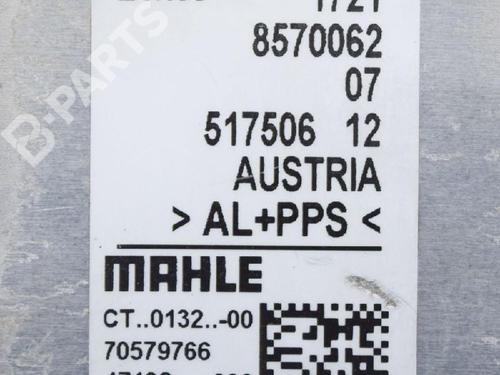 B-PARTS
1721
8570062
07
517506 12
AUSTRIA
> AL+PPS <
MAHLE
CT..0132..-00
70579766